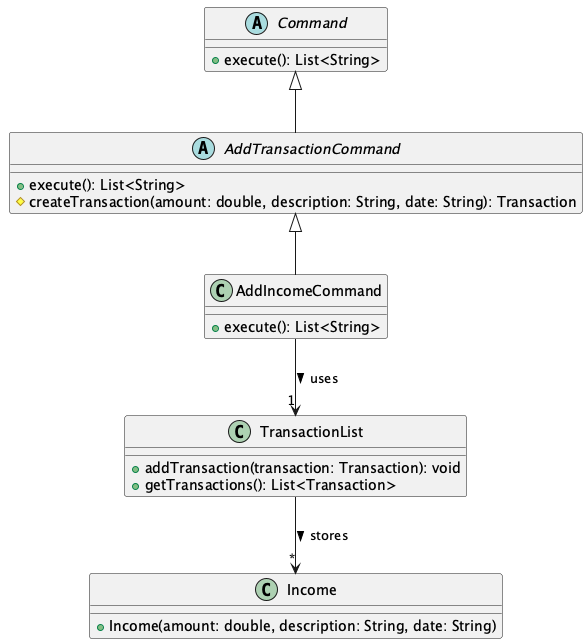 A Command
execute(): List<String>
A AddTransactionCommand
execute(): List<String>
createTransaction(amount: double, description: String, date: String): Transaction
C AddIncomeCommand
execute(): List<String>
uses
1
C TransactionList
addTransaction(transaction: Transaction): void
getTransactions(): List<Transaction>
stores
*
C Income
Income(amount: double, description: String, date: String)